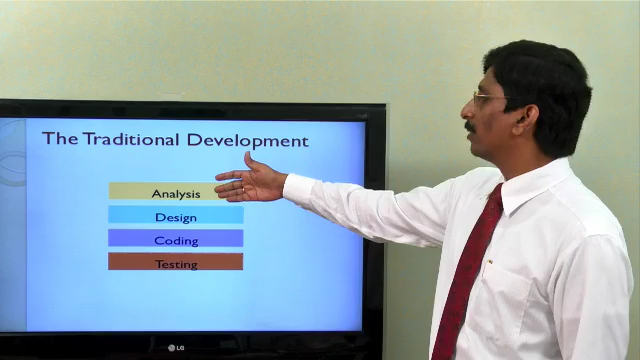 The Traditional Development
Analysis
Design
Coding
Testing
LG